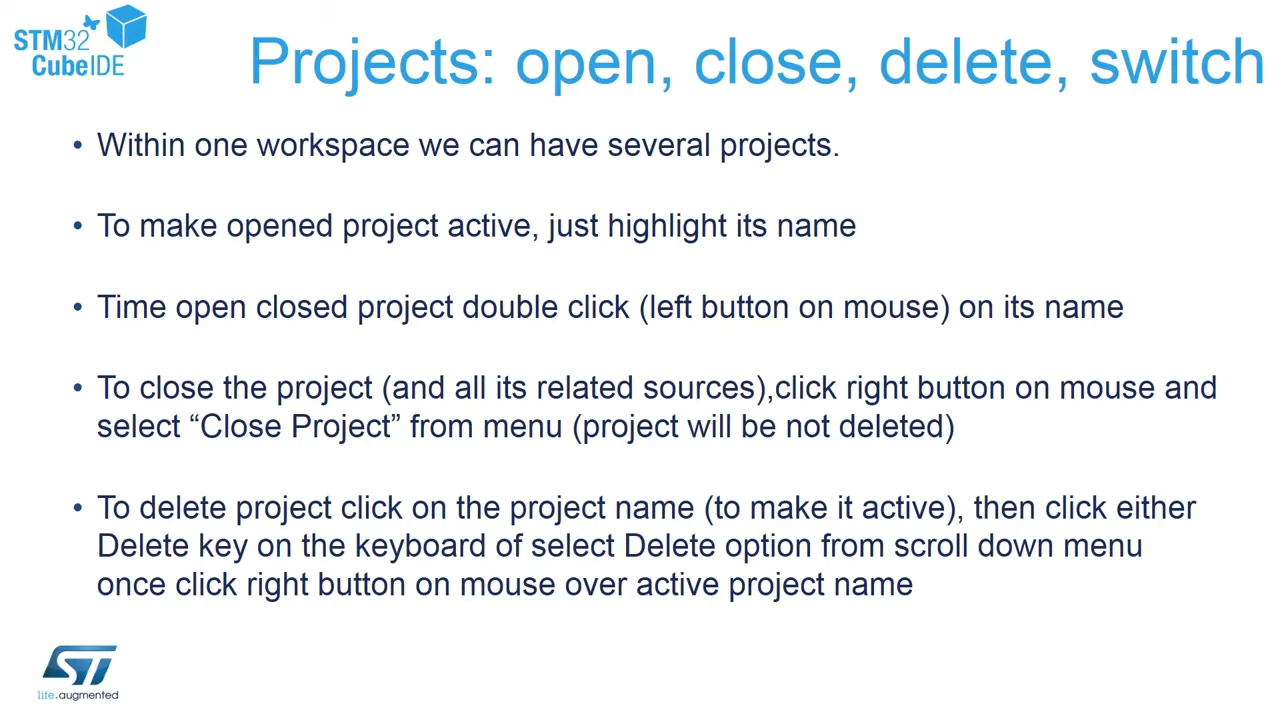 STM32
CubeIDE
Projects: open, close, delete, switch
• Within one workspace we can have several projects.
• To make opened project active, just highlight its name
• Time open closed project double click (left button on mouse) on its name
• To close the project (and all its related sources),click right button on mouse and
select “Close Project” from menu (project will be not deleted)
• To delete project click on the project name (to make it active), then click either
Delete key on the keyboard of select Delete option from scroll down menu
once click right button on mouse over active project name
ST
life.augmented